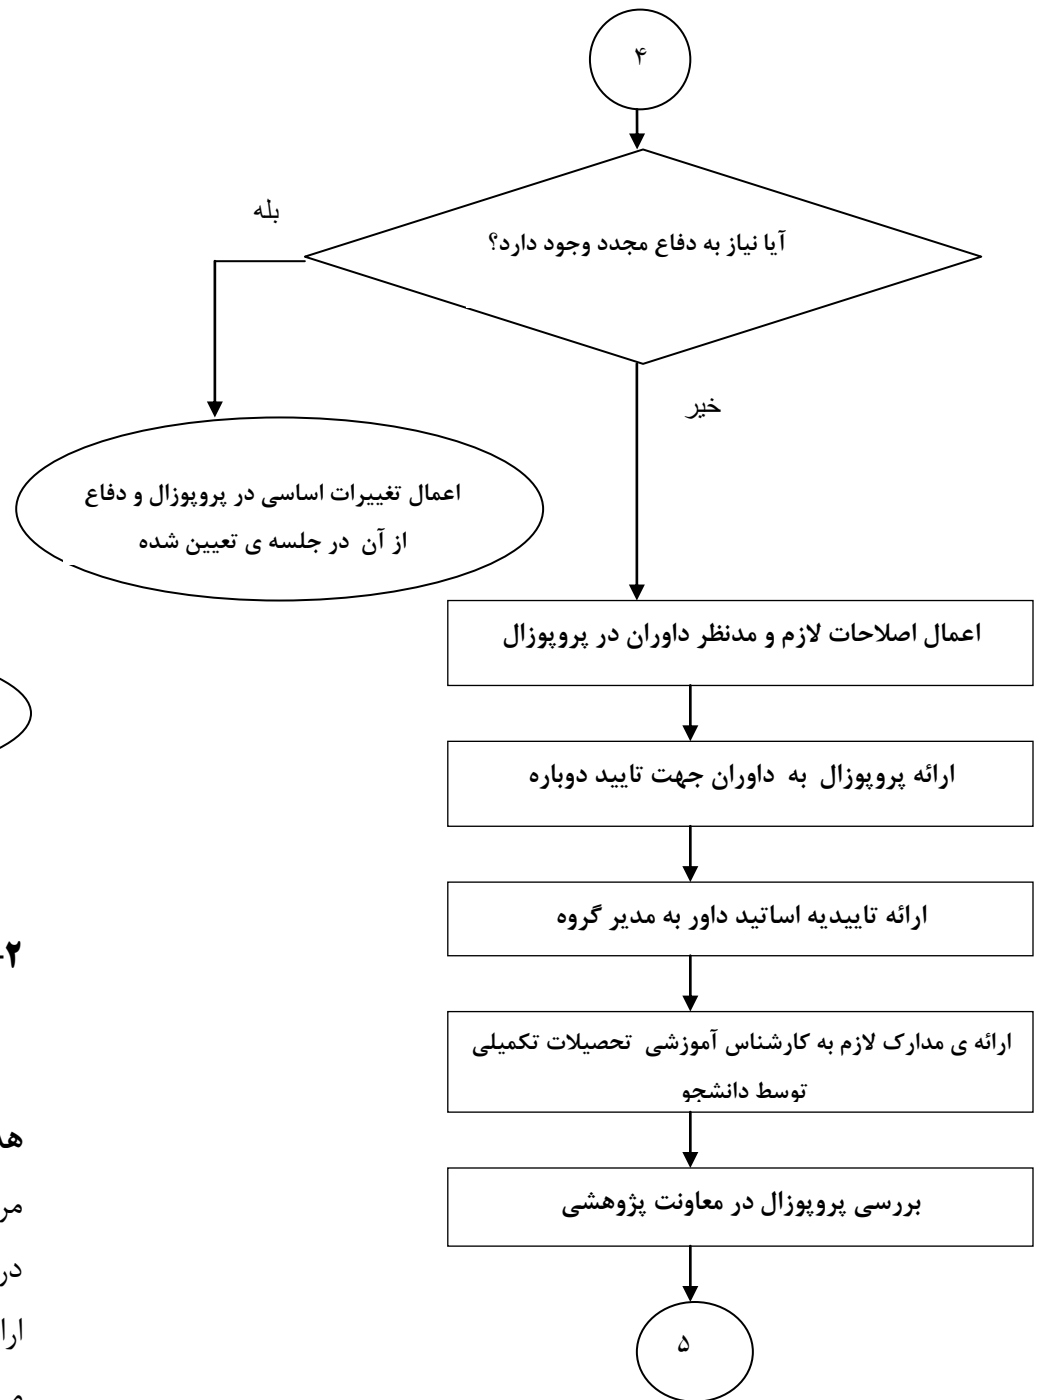 ۴
آیا نیاز به دفاع مجدد وجود دارد؟
بله
خیر
اعمال تغییرات اساسی در پروپوزال و دفاع
از آن در جلسه ی تعیین شده
اعمال اصلاحات لازم و مدنظر داوران در پروپوزال
ارائه پروپوزال به داوران جهت تایید دوباره
ارائه تاییدیه اساتید داور به مدیر گروه
ارائه ی مدارک لازم به کارشناس آموزشی تحصیلات تکمیلی
توسط دانشجو
بررسی پروپوزال در معاونت پژوهشی
۵
۲-